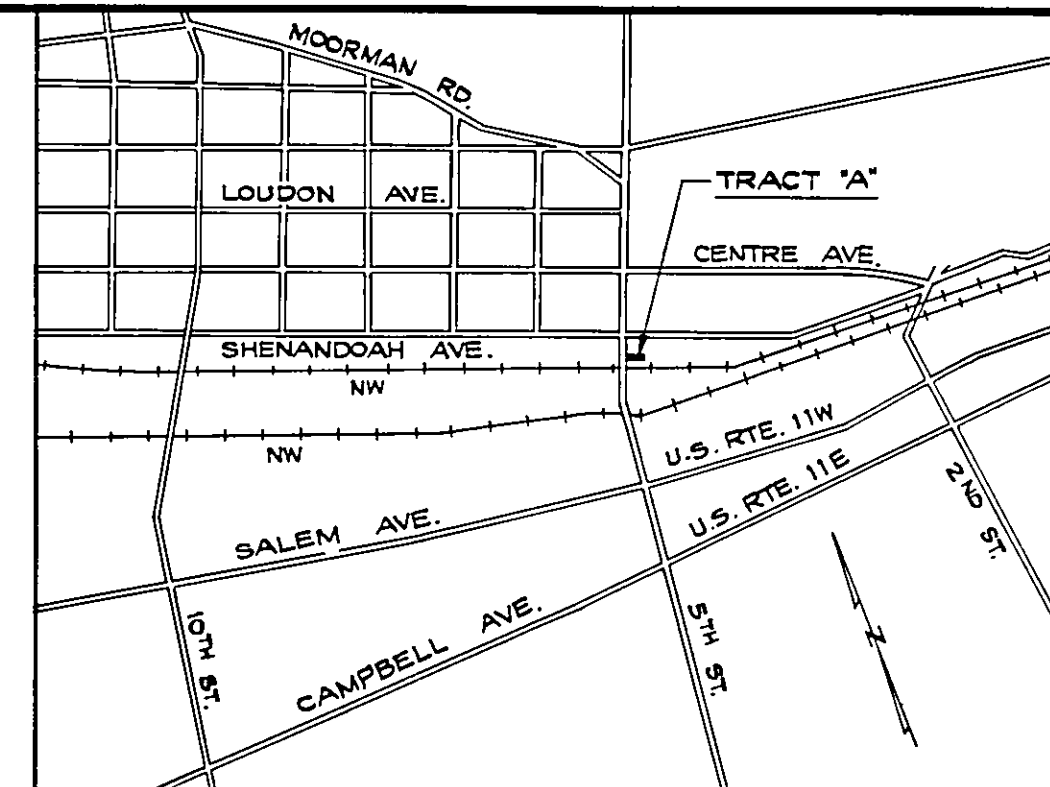 MOORMAN RD.
LOUDON AVE.
TRACT "A"
CENTRE AVE.
SHENANDOAH AVE.
NW
NW
U.S. RTE. 11W
U.S. RTE. 11E
2ND ST.
SALEM AVE.
CAMPBELL AVE.
10TH ST.
5TH ST.
N